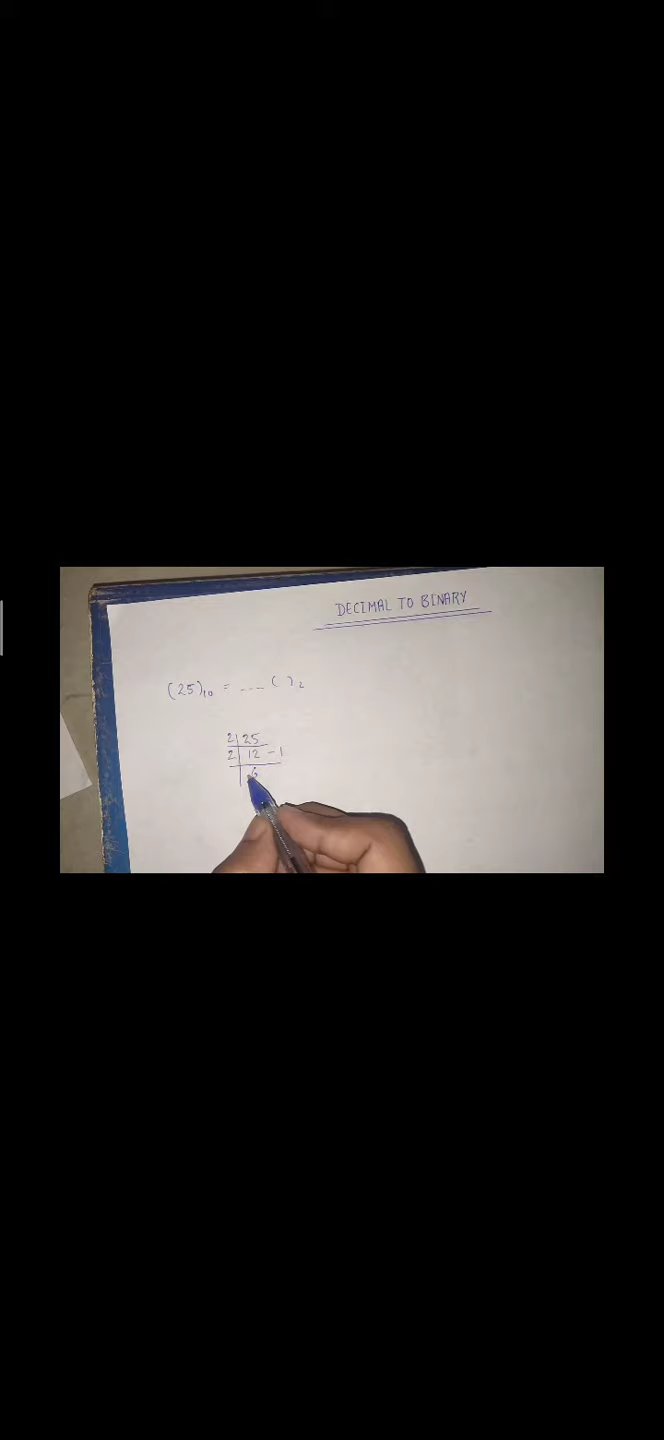 DECIMAL TO BINARY
(25)10 = ---- ( )2
2 | 25
2 | 12 - 1
6